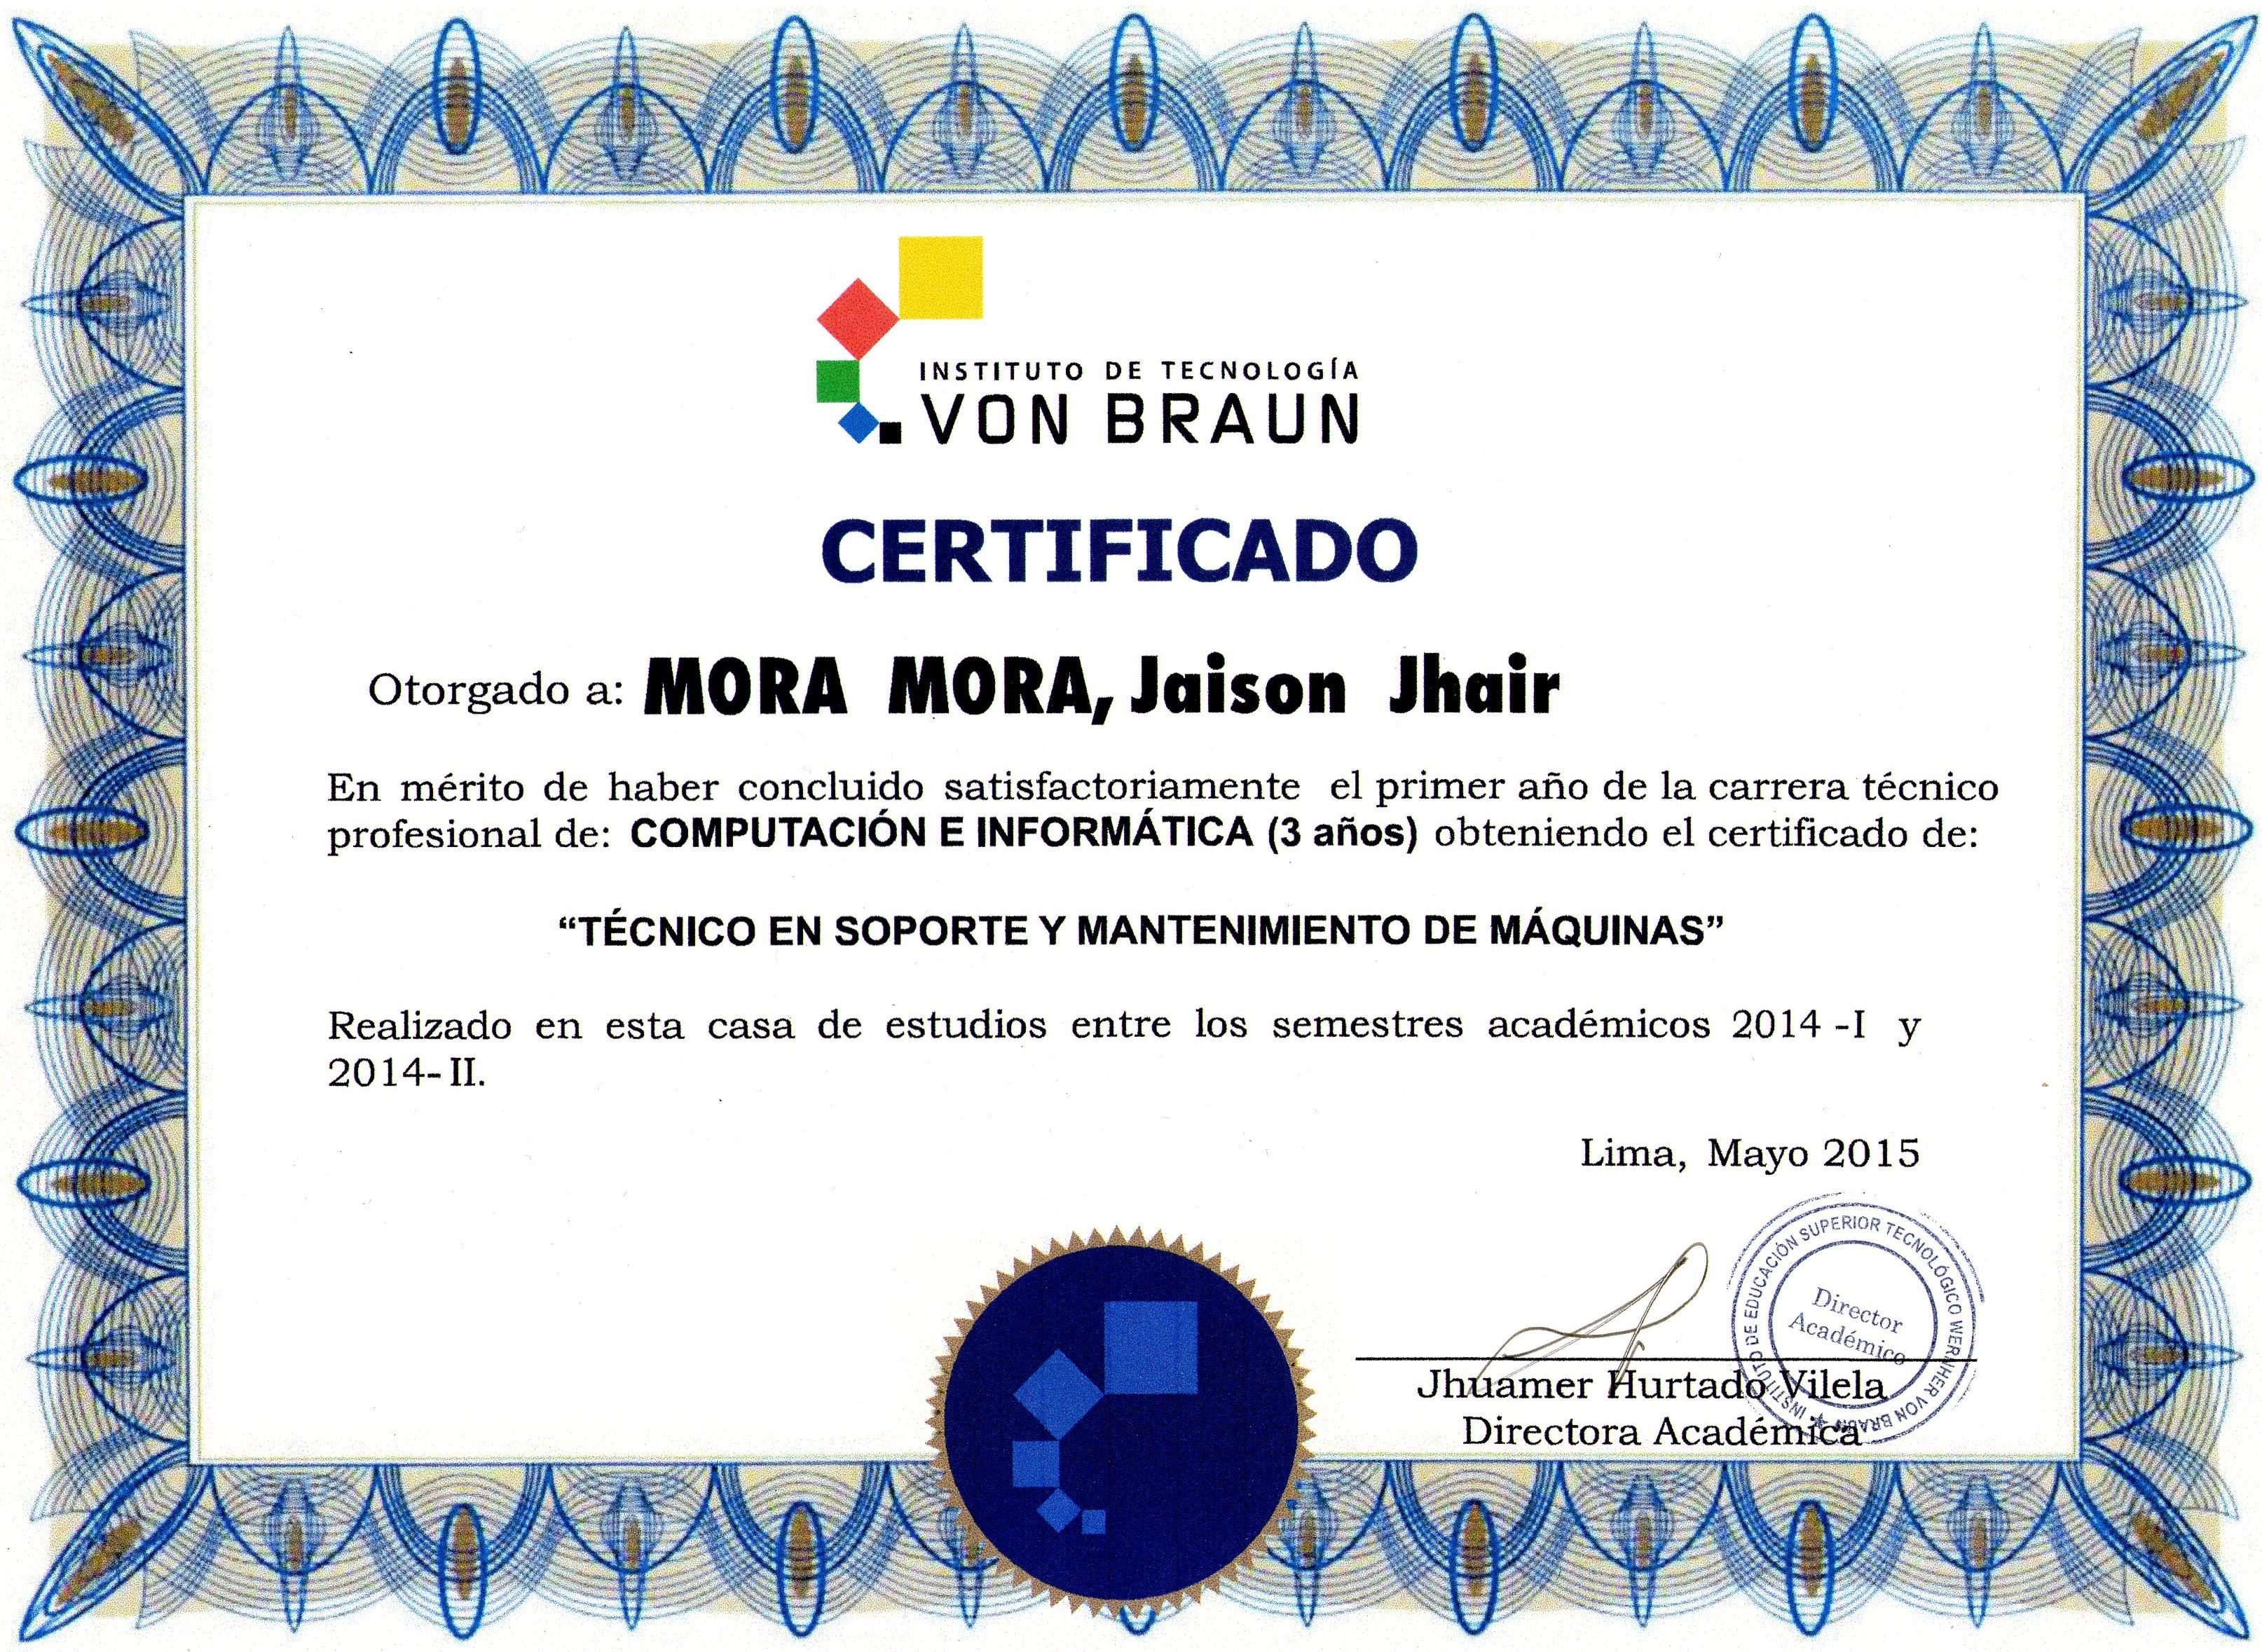 INSTITUTO DE TECNOLOGÍA
VON BRAUN
CERTIFICADO
Otorgado a: MORA MORA, Jaison Jhair
En mérito de haber concluido satisfactoriamente el primer año de la carrera técnico
profesional de: COMPUTACIÓN E INFORMÁTICA (3 años) obteniendo el certificado de:
“TÉCNICO EN SOPORTE Y MANTENIMIENTO DE MÁQUINAS”
Realizado en esta casa de estudios entre los semestres académicos 2014 -I y
2014- II.
Lima, Mayo 2015
INSTITUTO DE EDUCACIÓN SUPERIOR TECNOLÓGICO WERNHER VON BRAUN
Director
Académico
Jhuamer Hurtado Vilela
Directora Académica